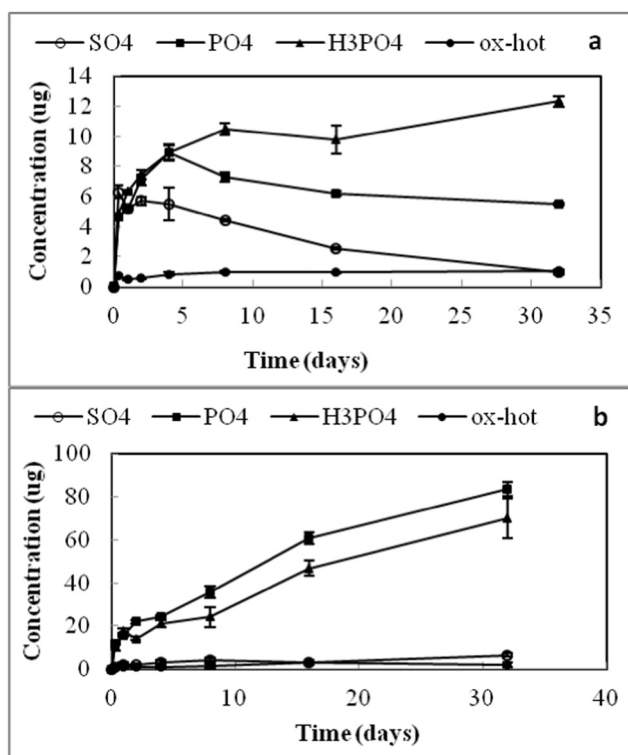 SO4 PO4 H3PO4 ox-hot a
14
12
10
8
6
4
2
0
Concentration (ug)
0 5 10 15 20 25 30 35
Time (days)
SO4 PO4 H3PO4 ox-hot b
100
80
60
40
20
0
Concentration (ug)
0 10 20 30 40
Time (days)